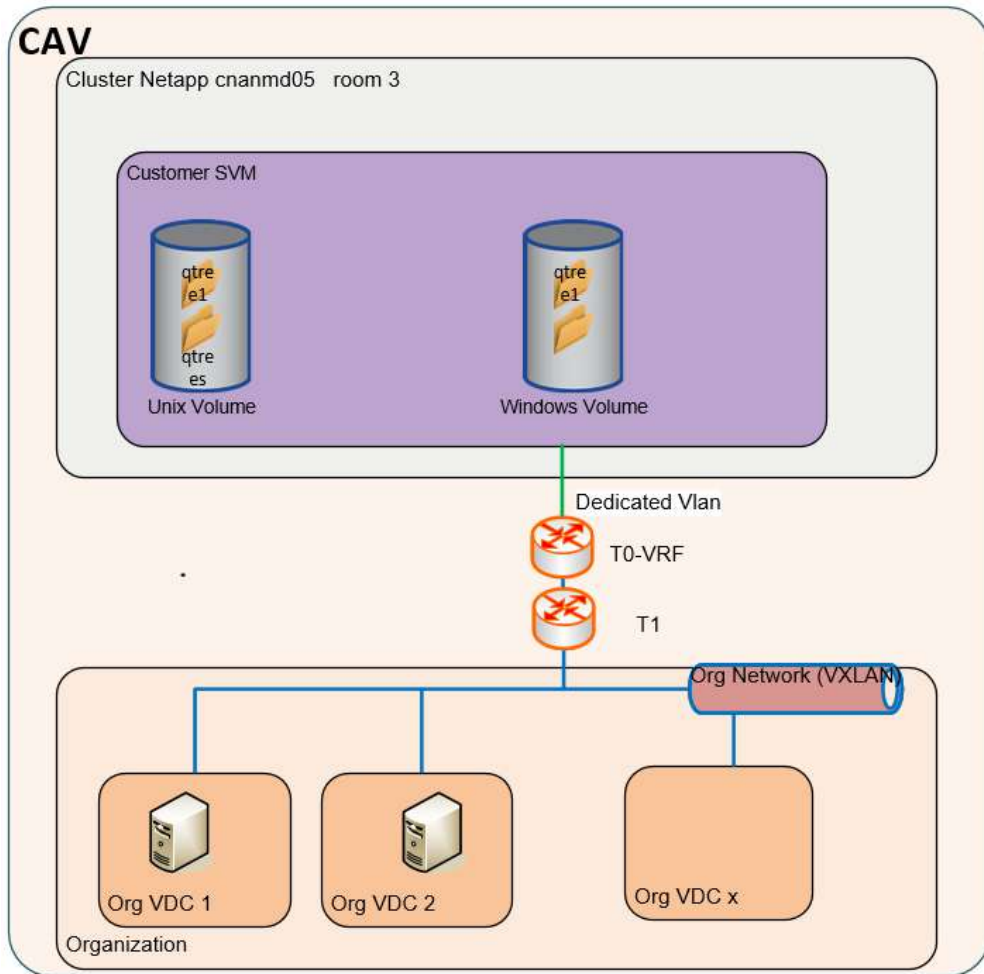 CAV
Cluster Netapp cnanmd05 room 3
Customer SVM
qtre
e1
qtre
es
Unix Volume
qtre
e1
Windows Volume
Dedicated Vlan
T0-VRF
T1
Org Network (VXLAN)
Org VDC 1
Org VDC 2
Org VDC x
Organization